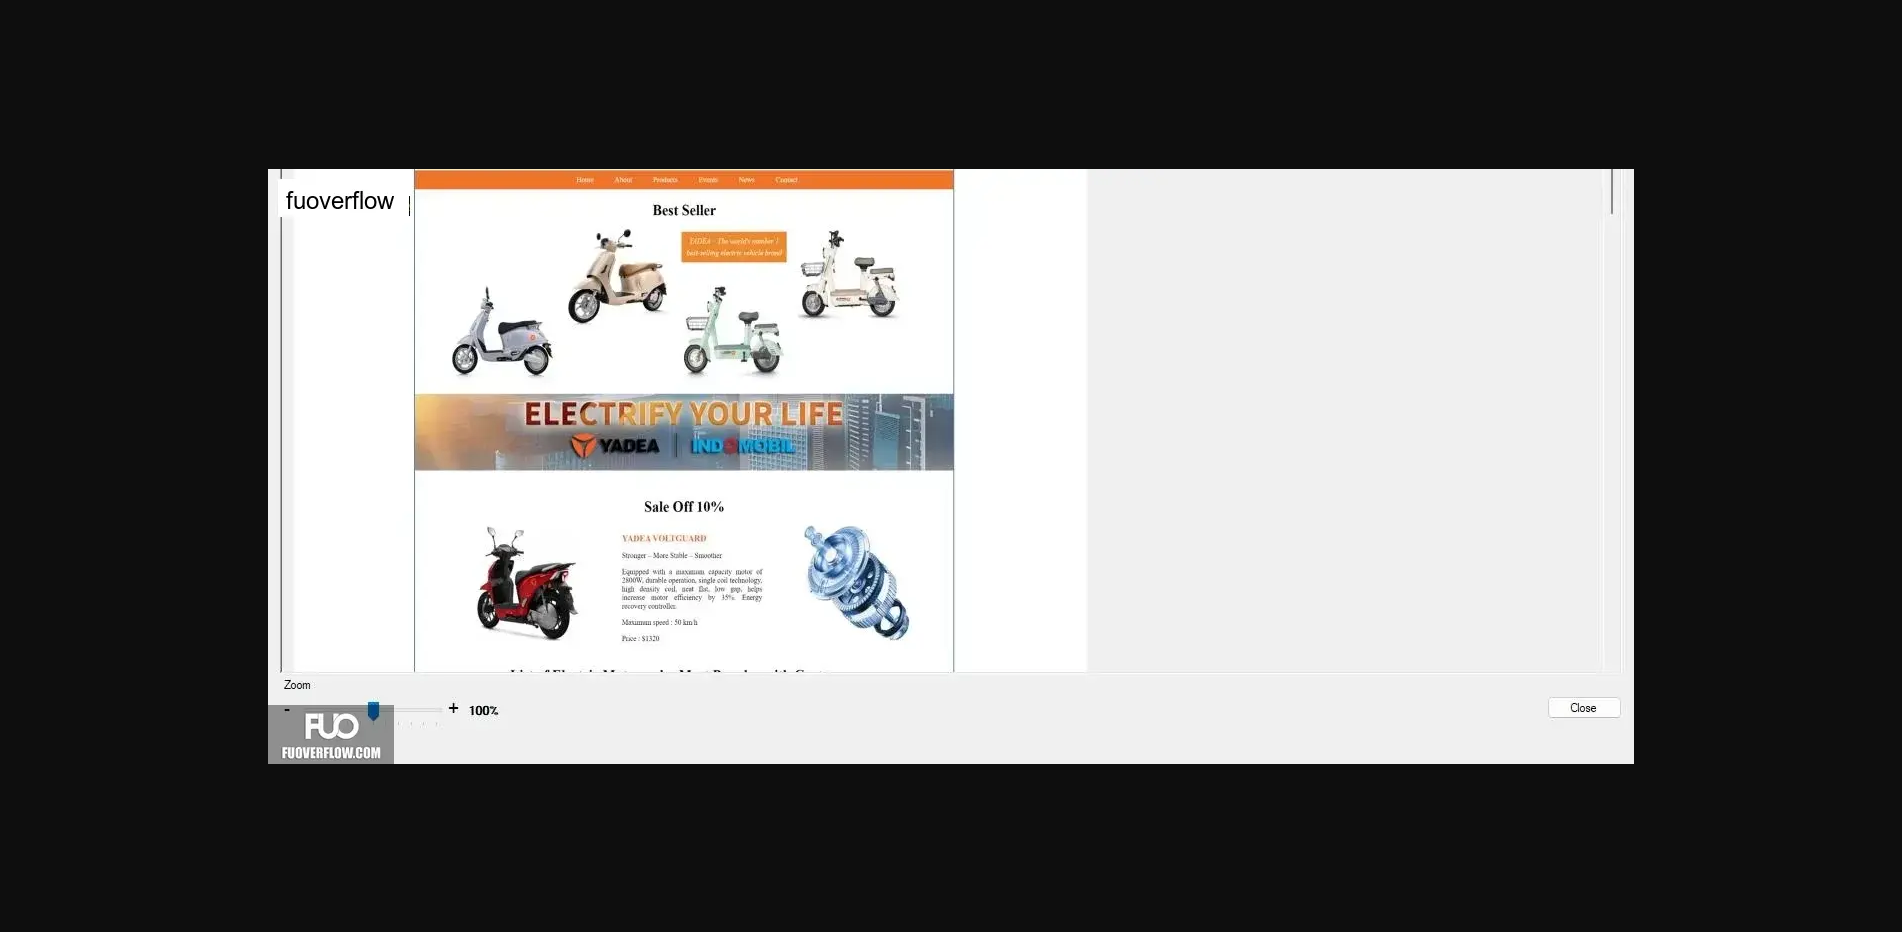 fuoverflow
Home About Products Events News Contact
Best Seller
YADEA - The world's number 1
best-selling electric vehicle brand
ELECTRIFY YOUR LIFE
YADEA INDOMOBIL
Sale Off 10%
YADEA VOLTGUARD
Stronger – More Stable – Smoother
Equipped with a maximum capacity motor of
2800W, durable operation, single coil technology,
high density coil, neat flat, low gap, helps
increase motor efficiency by 35%. Energy
recovery controller.
Maximum speed : 50 km/h
Price : $1320
Zoom
- + 100%
Close
FUO
FUOVERFLOW.COM